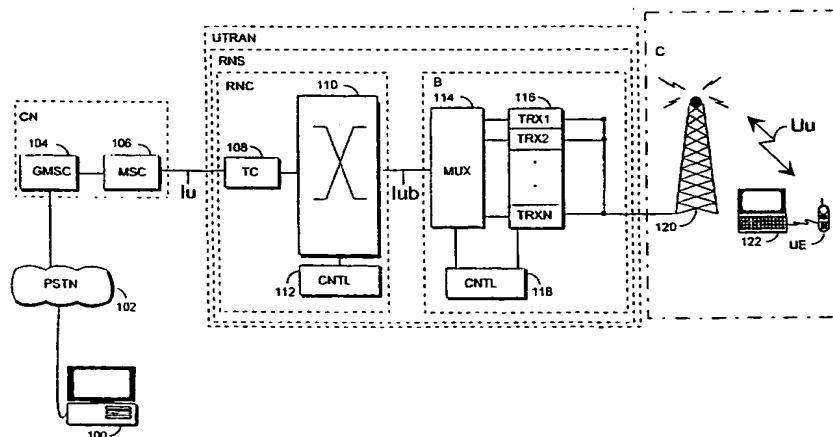 UTRAN
RNS
RNC
110
B
114
116
C
CN
104
106
108
GMSC
MSC
Iu
TC
Iub
MUX
TRX1
TRX2
TRXN
Uu
120
122
UE
112
CNTL
CNTL
118
PSTN
102
100